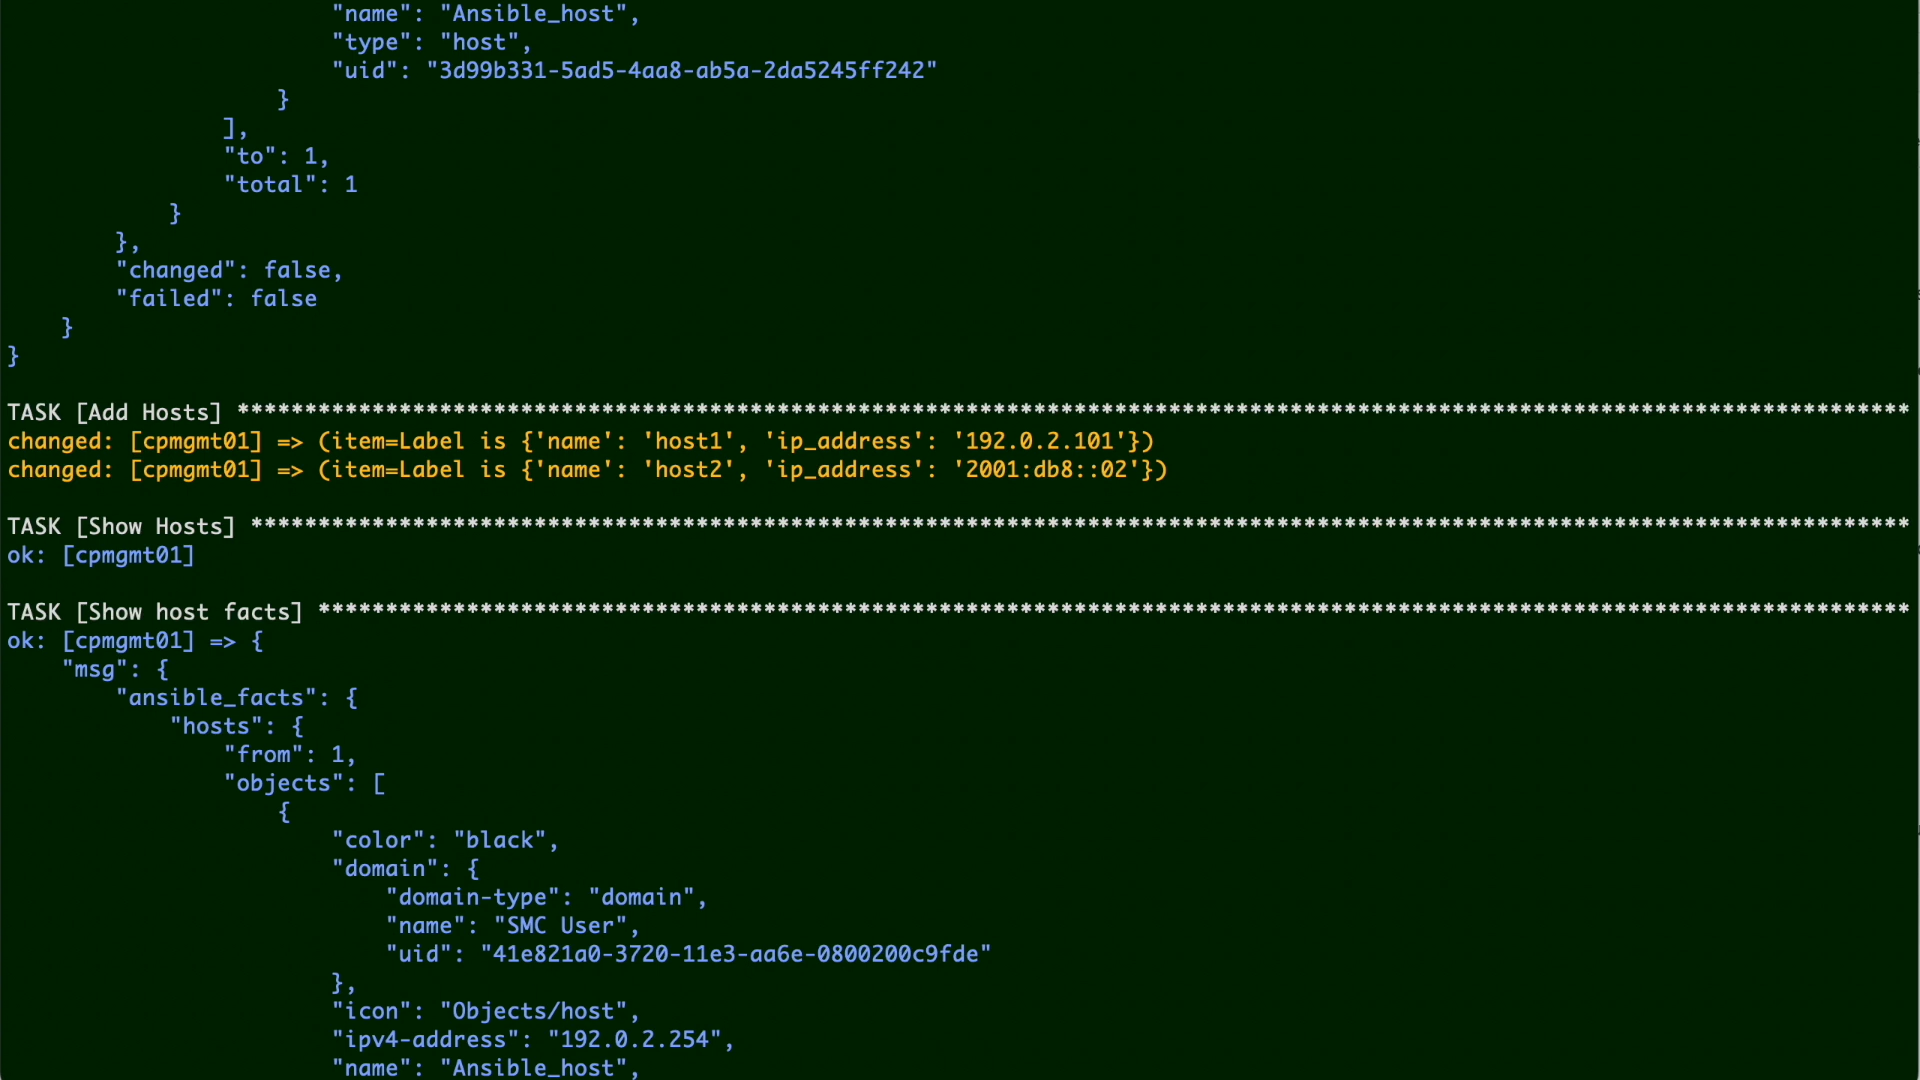 "name": "Ansible_host",
"type": "host",
"uid": "3d99b331-5ad5-4aa8-ab5a-2da5245ff242"
}
],
"to": 1,
"total": 1
}
},
"changed": false,
"failed": false
}
}
TASK [Add Hosts] ****************************************************************************************************************************
changed: [cpmgmt01] => (item=Label is {'name': 'host1', 'ip_address': '192.0.2.101'})
changed: [cpmgmt01] => (item=Label is {'name': 'host2', 'ip_address': '2001:db8::02'})
TASK [Show Hosts] ***************************************************************************************************************************
ok: [cpmgmt01]
TASK [Show host facts] **********************************************************************************************************************
ok: [cpmgmt01] => {
"msg": {
"ansible_facts": {
"hosts": {
"from": 1,
"objects": [
{
"color": "black",
"domain": {
"domain-type": "domain",
"name": "SMC User",
"uid": "41e821a0-3720-11e3-aa6e-0800200c9fde"
},
"icon": "Objects/host",
"ipv4-address": "192.0.2.254",
"name": "Ansible_host",